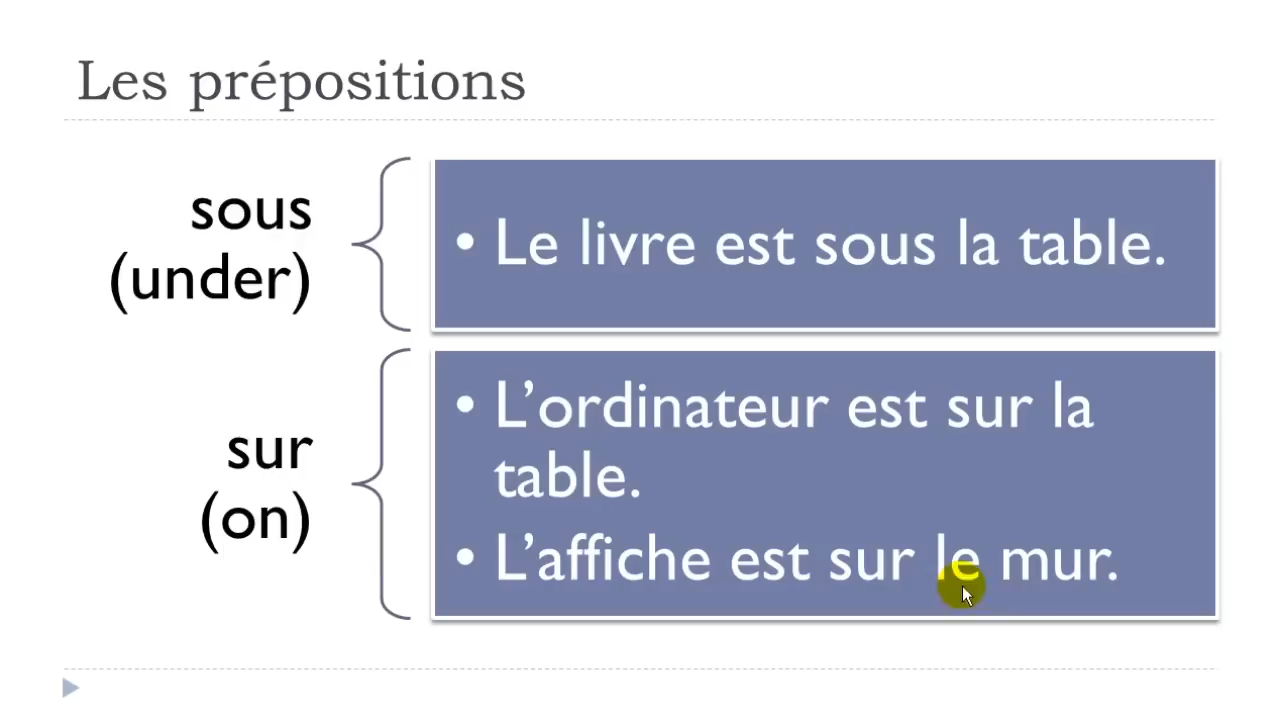 Les prépositions
sous
(under)
• Le livre est sous la table.
sur
(on)
• L’ordinateur est sur la
table.
• L’affiche est sur le mur.